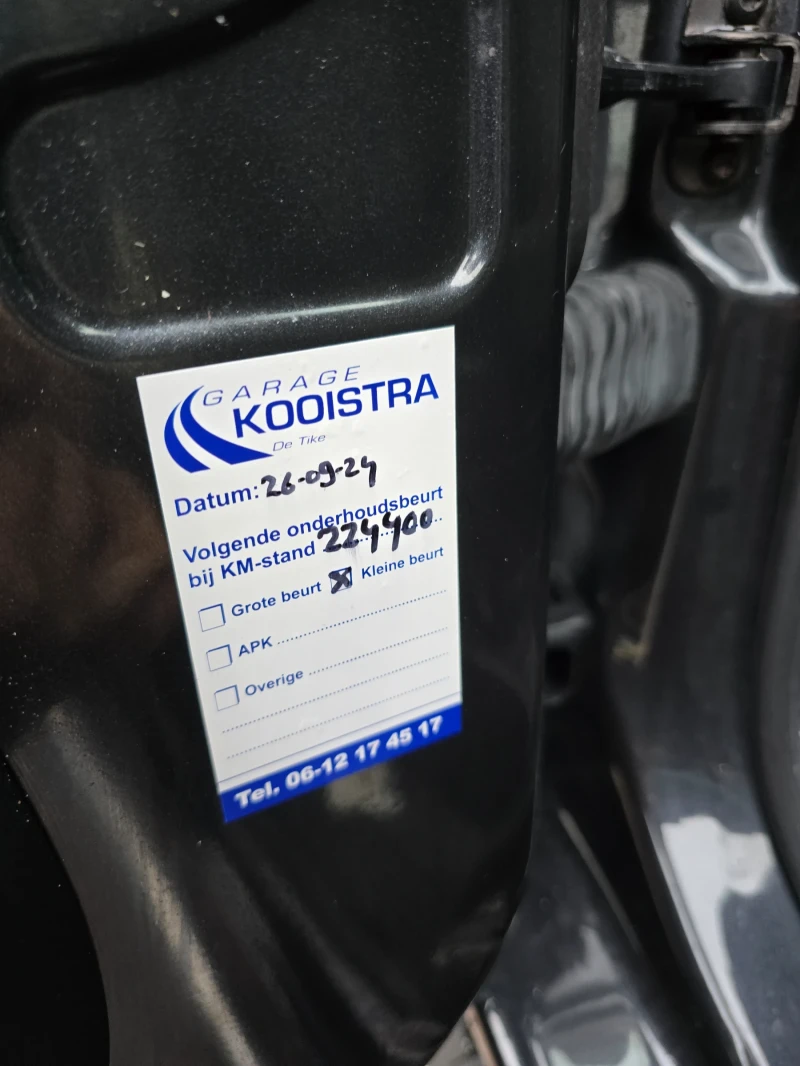 GARAGE
KOOISTRA
De Tike
Datum: 26-09-24
Volgende onderhoudsbeurt
bij KM-stand 224400
Grote beurt Kleine beurt
APK
Overige
Tel. 06-12 17 45 17